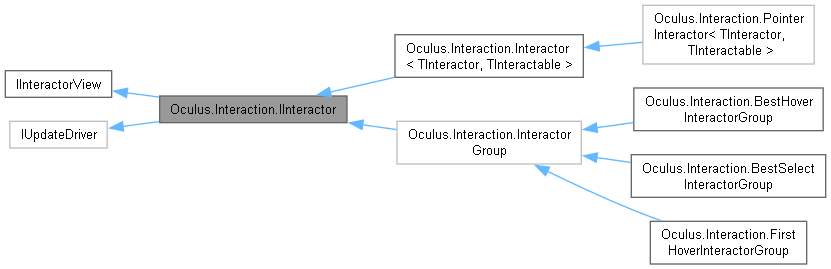 IInteractorView
IUpdateDriver
Oculus.Interaction.IInteractor
Oculus.Interaction.Interactor
< TInteractor, TInteractable >
Oculus.Interaction.Interactor
Group
Oculus.Interaction.Pointer
Interactor< TInteractor,
TInteractable >
Oculus.Interaction.BestHover
InteractorGroup
Oculus.Interaction.BestSelect
InteractorGroup
Oculus.Interaction.First
HoverInteractorGroup